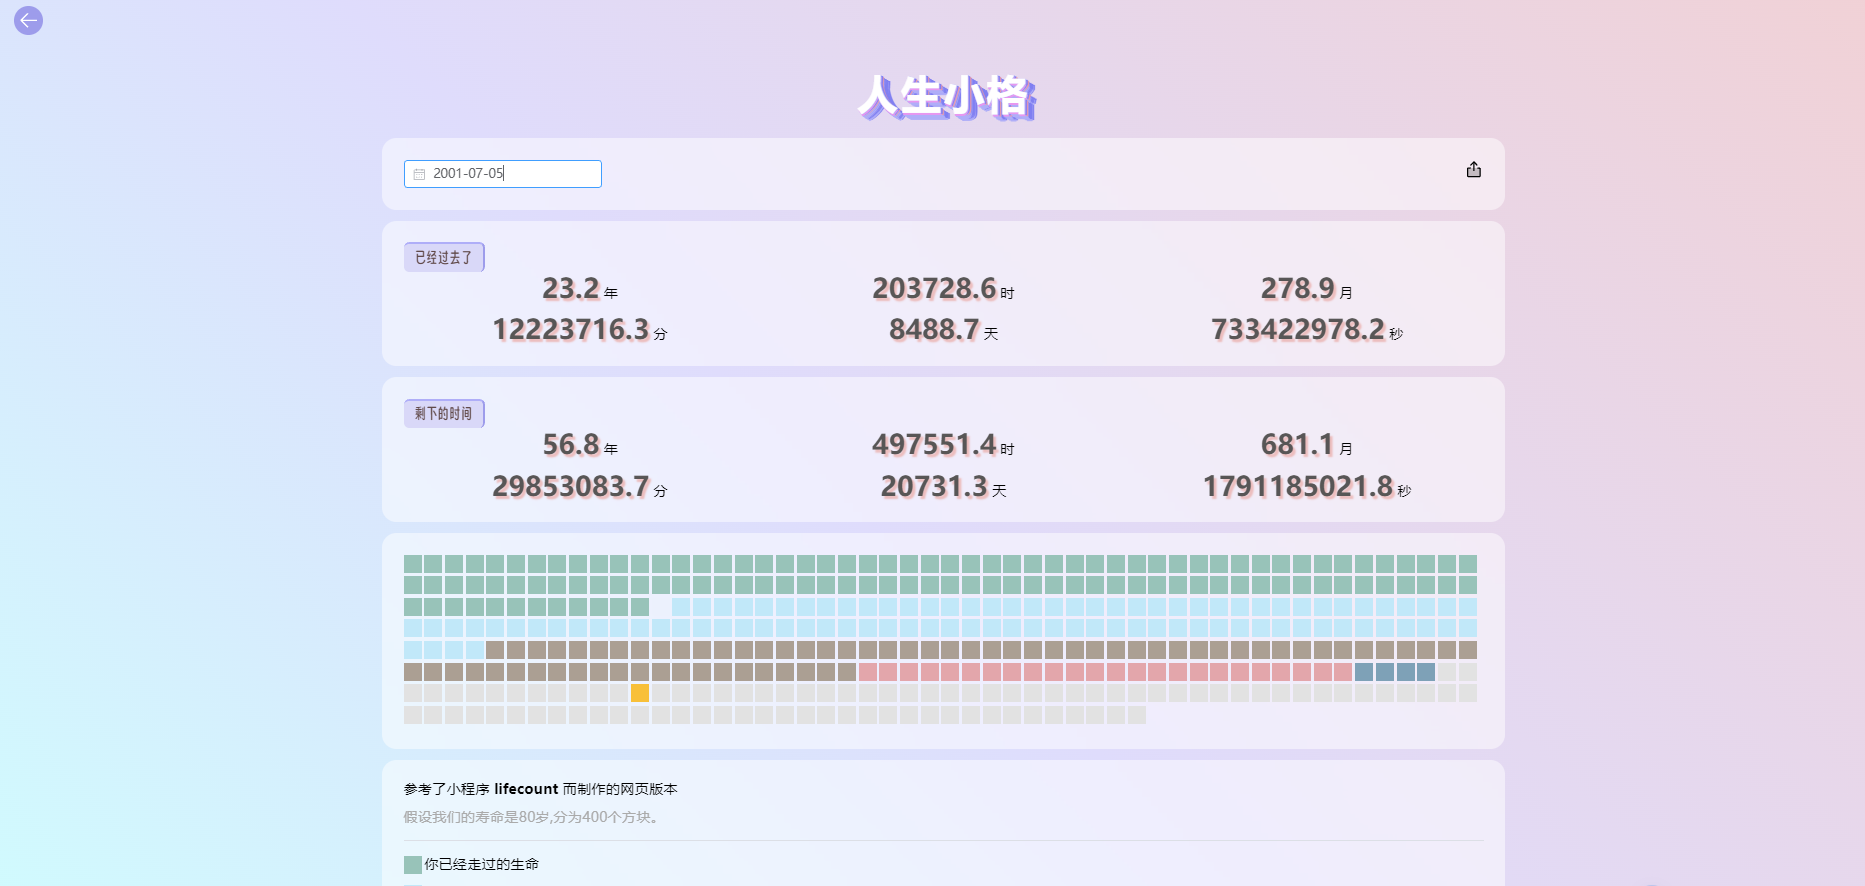 人生小格
2001-07-05
已经过去了
23.2 年 203728.6 时 278.9 月
12223716.3 分 8488.7 天 733422978.2 秒
剩下的时间
56.8 年 497551.4 时 681.1 月
29853083.7 分 20731.3 天 1791185021.8 秒
参考了小程序 lifecount 而制作的网页版本
假设我们的寿命是80岁,分为400个方块。
你已经走过的生命